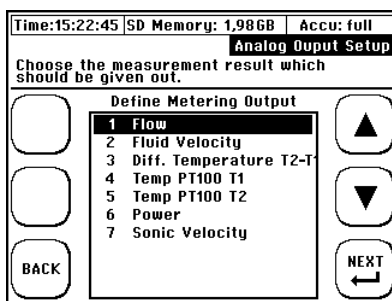 Time:15:22:45 SD Memory: 1,98GB Accu: full
Analog Ouput Setup
Choose the measurement result which
should be given out.
Define Metering Output
1 Flow
2 Fluid Velocity
3 Diff. Temperature T2-T1
4 Temp PT100 T1
5 Temp PT100 T2
6 Power
7 Sonic Velocity
BACK
NEXT